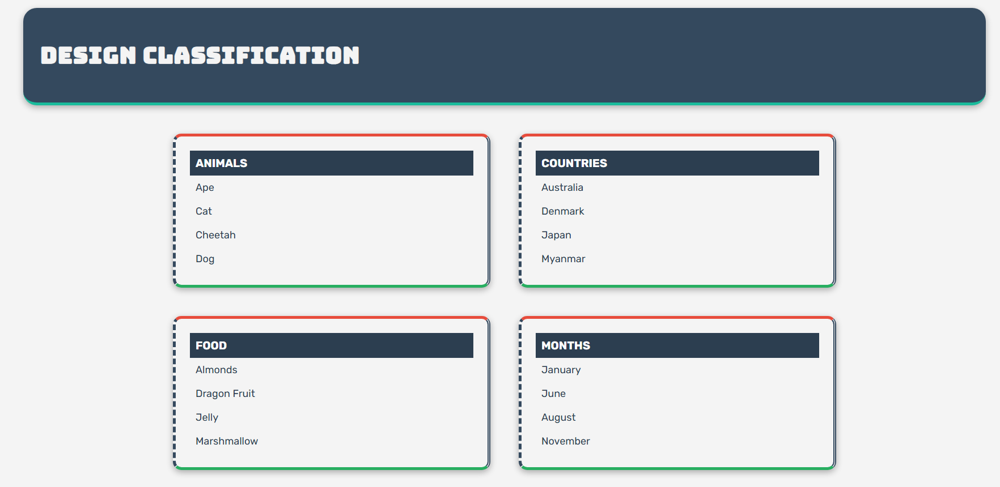 DESIGN CLASSIFICATION
ANIMALS
Ape
Cat
Cheetah
Dog
COUNTRIES
Australia
Denmark
Japan
Myanmar
FOOD
Almonds
Dragon Fruit
Jelly
Marshmallow
MONTHS
January
June
August
November